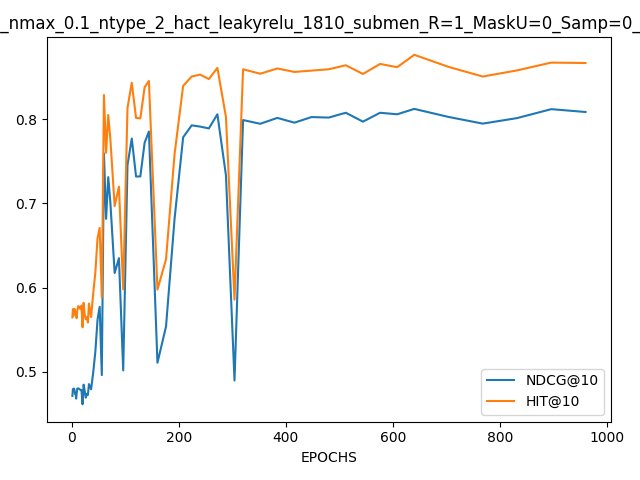 _nmax_0.1_ntype_2_hact_leakyrelu_1810_submen_R=1_MaskU=0_Samp=0_
0.8
0.7
0.6
0.5
NDCG@10
HIT@10
0 200 400 600 800 1000
EPOCHS